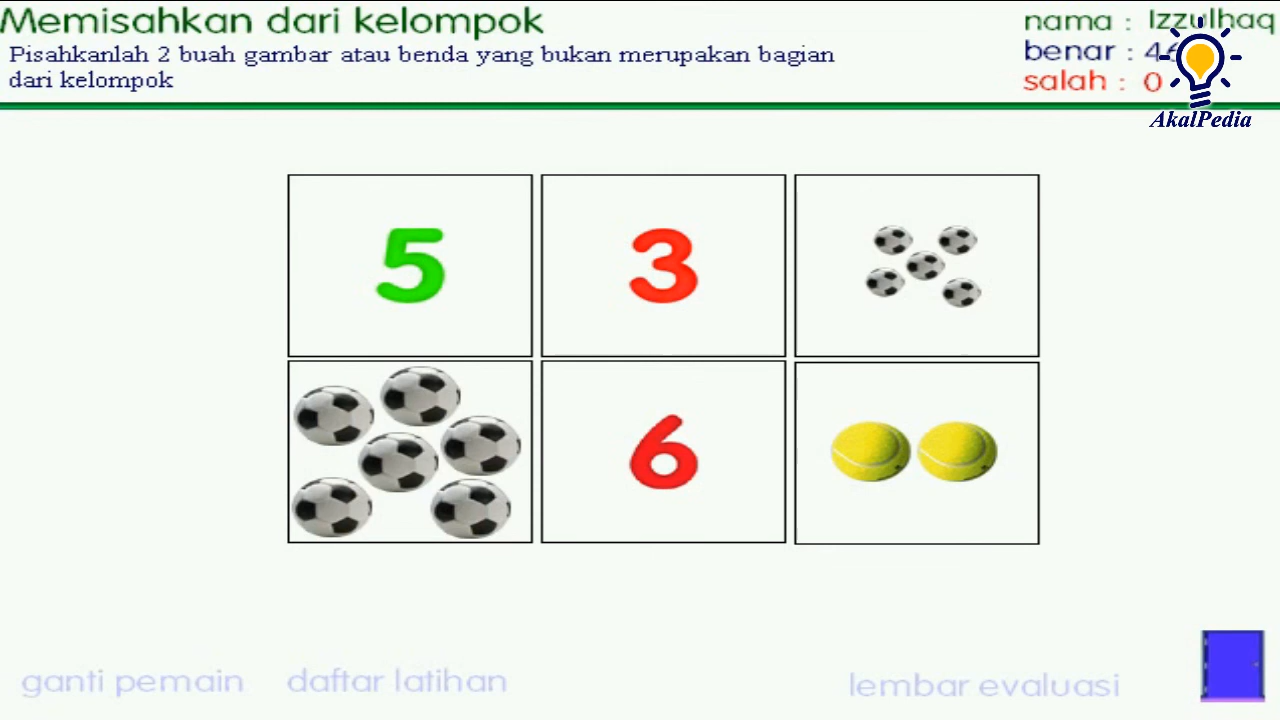 Memisahkan dari kelompok
Pisahkanlah 2 buah gambar atau benda yang bukan merupakan bagian
dari kelompok
nama : Izzulhaq
benar : 46
salah : 0
AkalPedia
5
3
6
ganti pemain
daftar latihan
lembar evaluasi